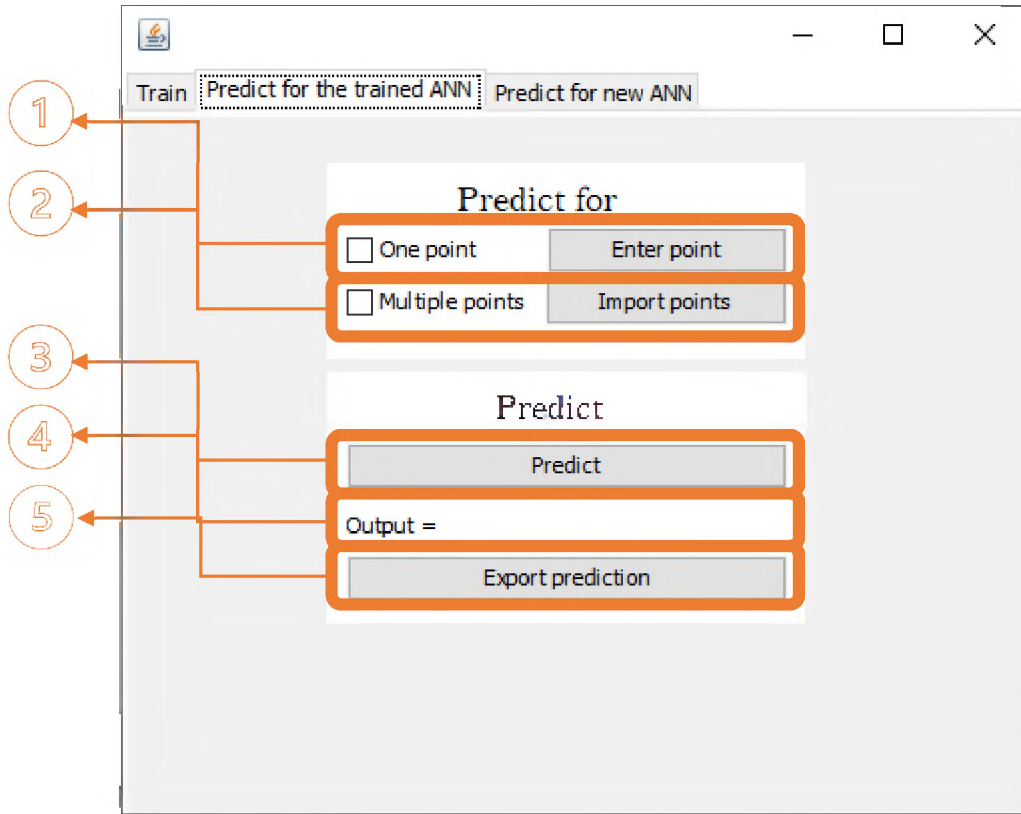 Train Predict for the trained ANN Predict for new ANN
1
2
Predict for
One point Enter point
Multiple points Import points
3
Predict
4
Predict
5
Output =
Export prediction